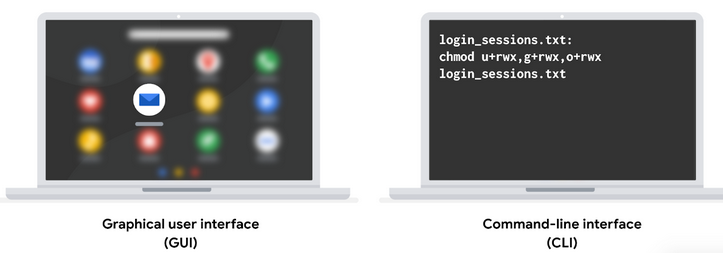 login_sessions.txt:
chmod u+rwx,g+rwx,o+rwx
login_sessions.txt
Graphical user interface
(GUI)
Command-line interface
(CLI)